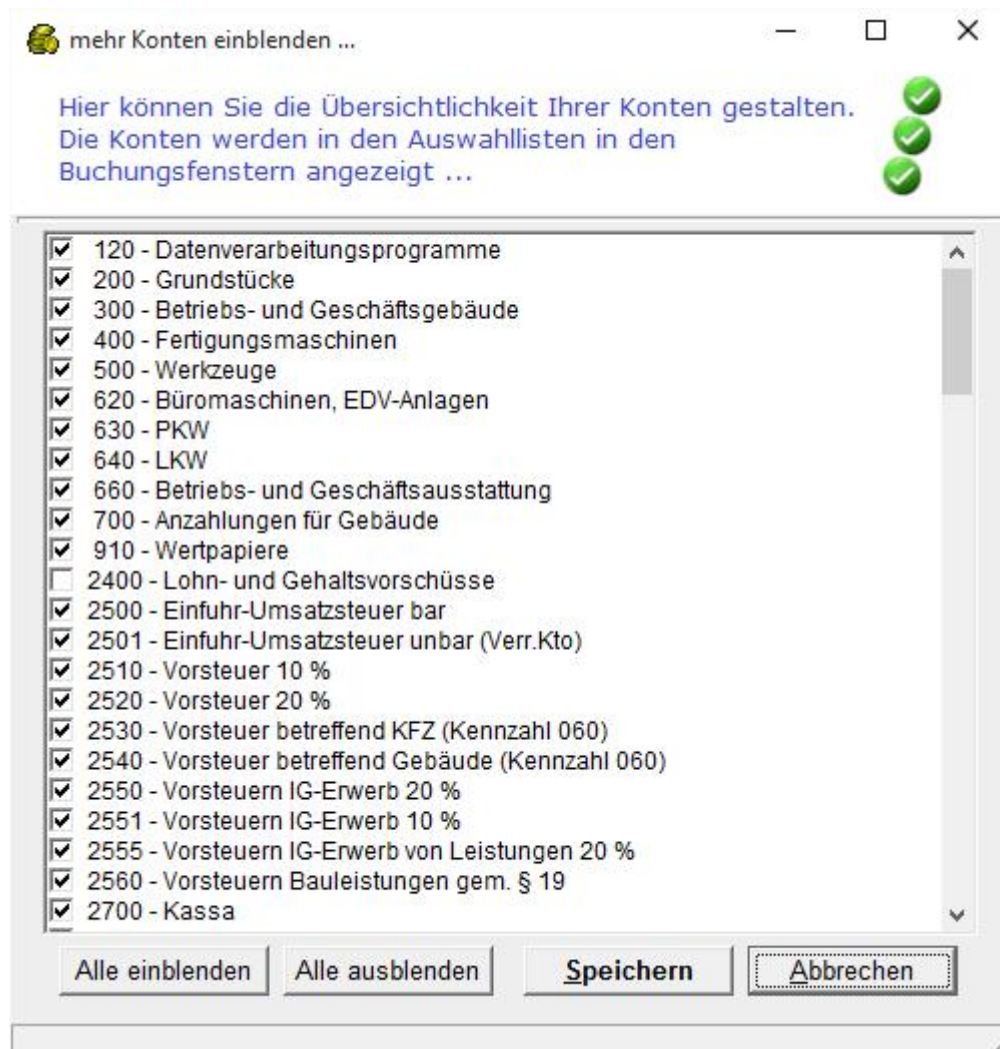 mehr Konten einblenden ...
Hier können Sie die Übersichtlichkeit Ihrer Konten gestalten.
Die Konten werden in den Auswahllisten in den
Buchungsfenstern angezeigt ...
120 - Datenverarbeitungsprogramme
200 - Grundstücke
300 - Betriebs- und Geschäftsgebäude
400 - Fertigungsmaschinen
500 - Werkzeuge
620 - Büromaschinen, EDV-Anlagen
630 - PKW
640 - LKW
660 - Betriebs- und Geschäftsausstattung
700 - Anzahlungen für Gebäude
910 - Wertpapiere
2400 - Lohn- und Gehaltsvorschüsse
2500 - Einfuhr-Umsatzsteuer bar
2501 - Einfuhr-Umsatzsteuer unbar (Verr.Kto)
2510 - Vorsteuer 10 %
2520 - Vorsteuer 20 %
2530 - Vorsteuer betreffend KFZ (Kennzahl 060)
2540 - Vorsteuer betreffend Gebäude (Kennzahl 060)
2550 - Vorsteuern IG-Erwerb 20 %
2551 - Vorsteuern IG-Erwerb 10 %
2555 - Vorsteuern IG-Erwerb von Leistungen 20 %
2560 - Vorsteuern Bauleistungen gem. § 19
2700 - Kassa
Alle einblenden Alle ausblenden Speichern Abbrechen